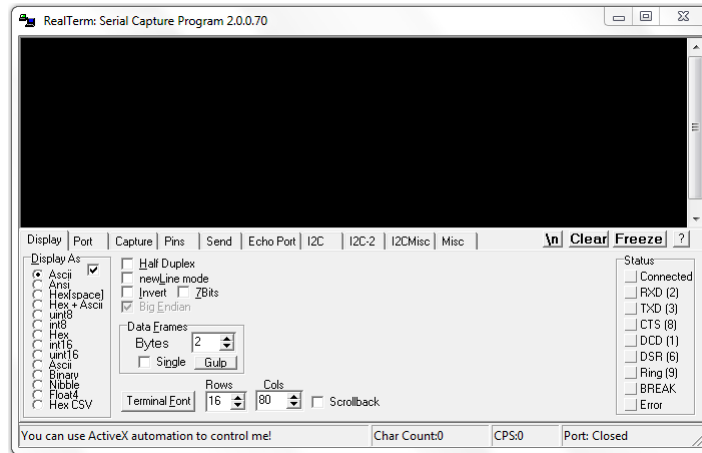 RealTerm: Serial Capture Program 2.0.0.70
Display Port Capture Pins Send Echo Port I2C I2C-2 I2CMisc Misc \n Clear Freeze ?
Display As
Ascii
Ansi
Hex[space]
Hex + Ascii
uint8
int8
Hex
int16
uint16
Ascii
Binary
Nibble
Float4
Hex CSV
Half Duplex
newLine mode
Invert 7Bits
Big Endian
Data Frames
Bytes 2
Single Gulp
Rows Cols
Terminal Font 16 80 Scrollback
Status
Connected
RXD (2)
TXD (3)
CTS (8)
DCD (1)
DSR (6)
Ring (9)
BREAK
Error
You can use ActiveX automation to control me! Char Count:0 CPS:0 Port: Closed